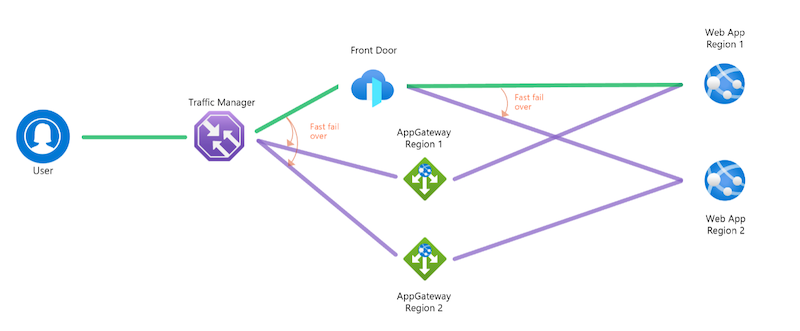 User
Traffic Manager
Fast fail
over
Front Door
AppGateway
Region 1
AppGateway
Region 2
Fast fail
over
Web App
Region 1
Web App
Region 2